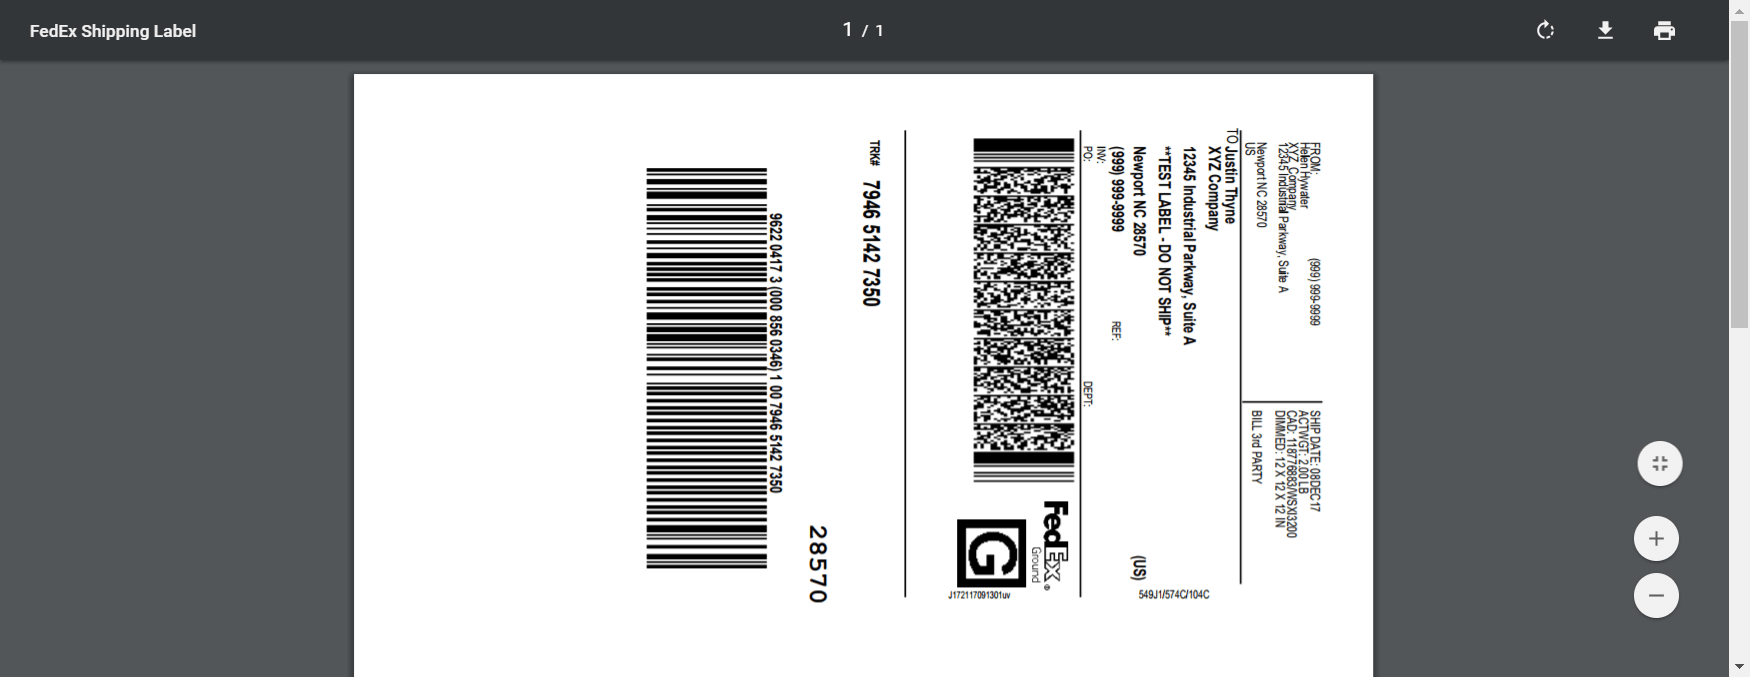 FedEx Shipping Label
1 / 1
FROM: (999) 999-9999
Helen Hywater
XYZ Company
12345 Industrial Parkway, Suite A
Newport NC 28570
US
SHIP DATE: 08DEC17
ACTWGT: 2.00 LB
CAD: 118776883/WSXI3200
DIMMED: 12 X 12 X 12 IN
BILL 3rd PARTY
TO Justin Thyne
XYZ Company
12345 Industrial Parkway, Suite A
**TEST LABEL - DO NOT SHIP**
Newport NC 28570 (US)
(999) 999-9999 REF:
INV:
PO: DEPT:
549J1/574C/104C
FedEx®
Ground
G
J172117091301uv
TRK# 7946 5142 7350
28570
9622 0417 3 (000 856 0346) 1 00 7946 5142 7350